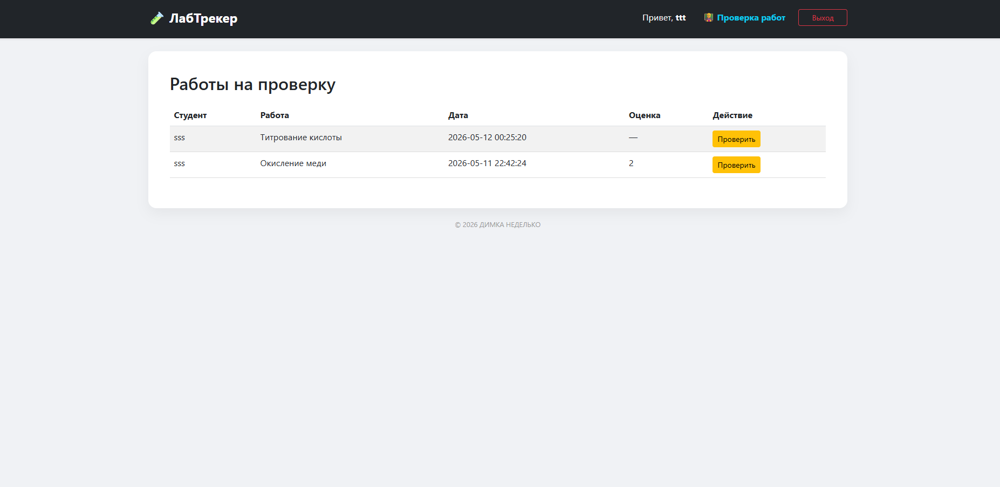 ЛабТрекер
Привет, ttt Проверка работ Выход
Работы на проверку
Студент Работа Дата Оценка Действие
sss Титрование кислоты 2026-05-12 00:25:20 — Проверить
sss Окисление меди 2026-05-11 22:42:24 2 Проверить
© 2026 ДИМКА НЕДЕЛЬКО